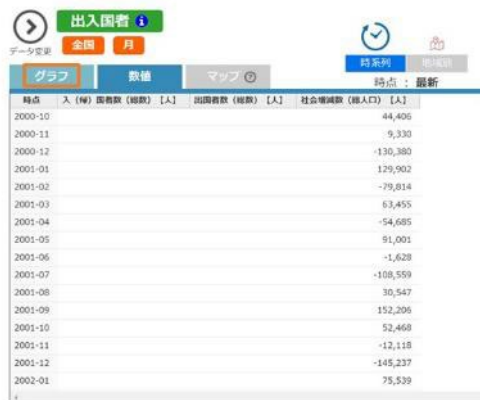 出入国者
データ変更
全国 月
時系列 地域別
グラフ 数値 マップ
時点 : 最新
時点 入(帰)国者数(総数)【人】 出国者数(総数)【人】 社会増減数(総人口)【人】
2000-10 44,406
2000-11 9,330
2000-12 -130,380
2001-01 129,902
2001-02 -79,814
2001-03 63,455
2001-04 -54,685
2001-05 91,001
2001-06 -1,628
2001-07 -108,559
2001-08 30,547
2001-09 152,206
2001-10 52,468
2001-11 -12,118
2001-12 -145,237
2002-01 75,539